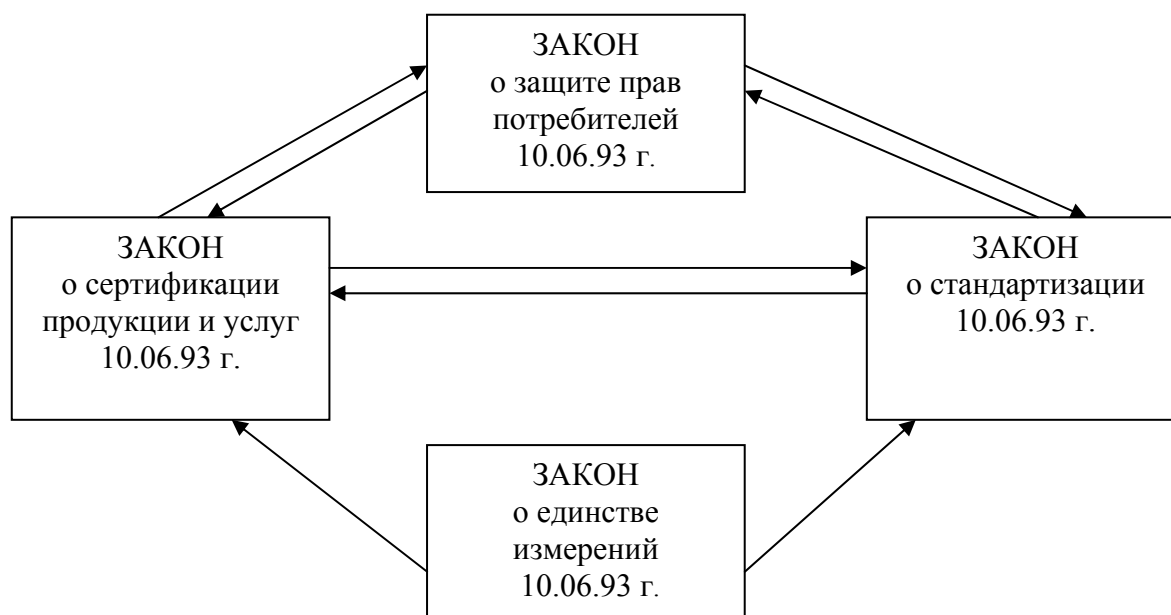 ЗАКОН
о защите прав
потребителей
10.06.93 г.
ЗАКОН
о сертификации
продукции и услуг
10.06.93 г.
ЗАКОН
о стандартизации
10.06.93 г.
ЗАКОН
о единстве
измерений
10.06.93 г.